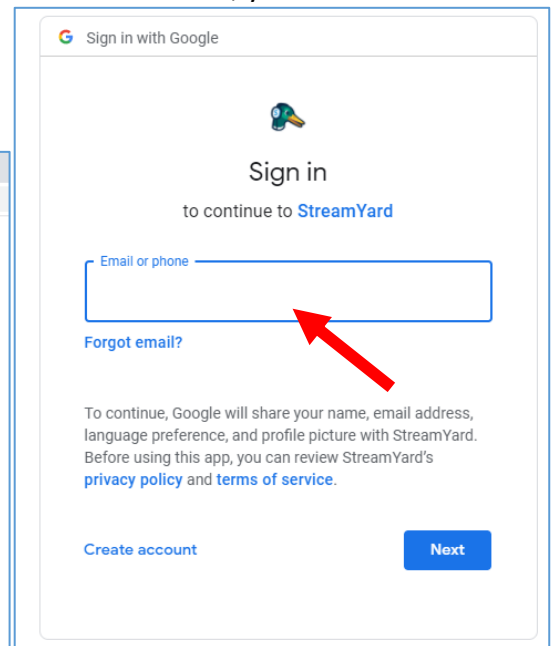 Sign in with Google
Sign in
to continue to StreamYard
Email or phone
Forgot email?
To continue, Google will share your name, email address,
language preference, and profile picture with StreamYard.
Before using this app, you can review StreamYard's
privacy policy and terms of service.
Create account
Next